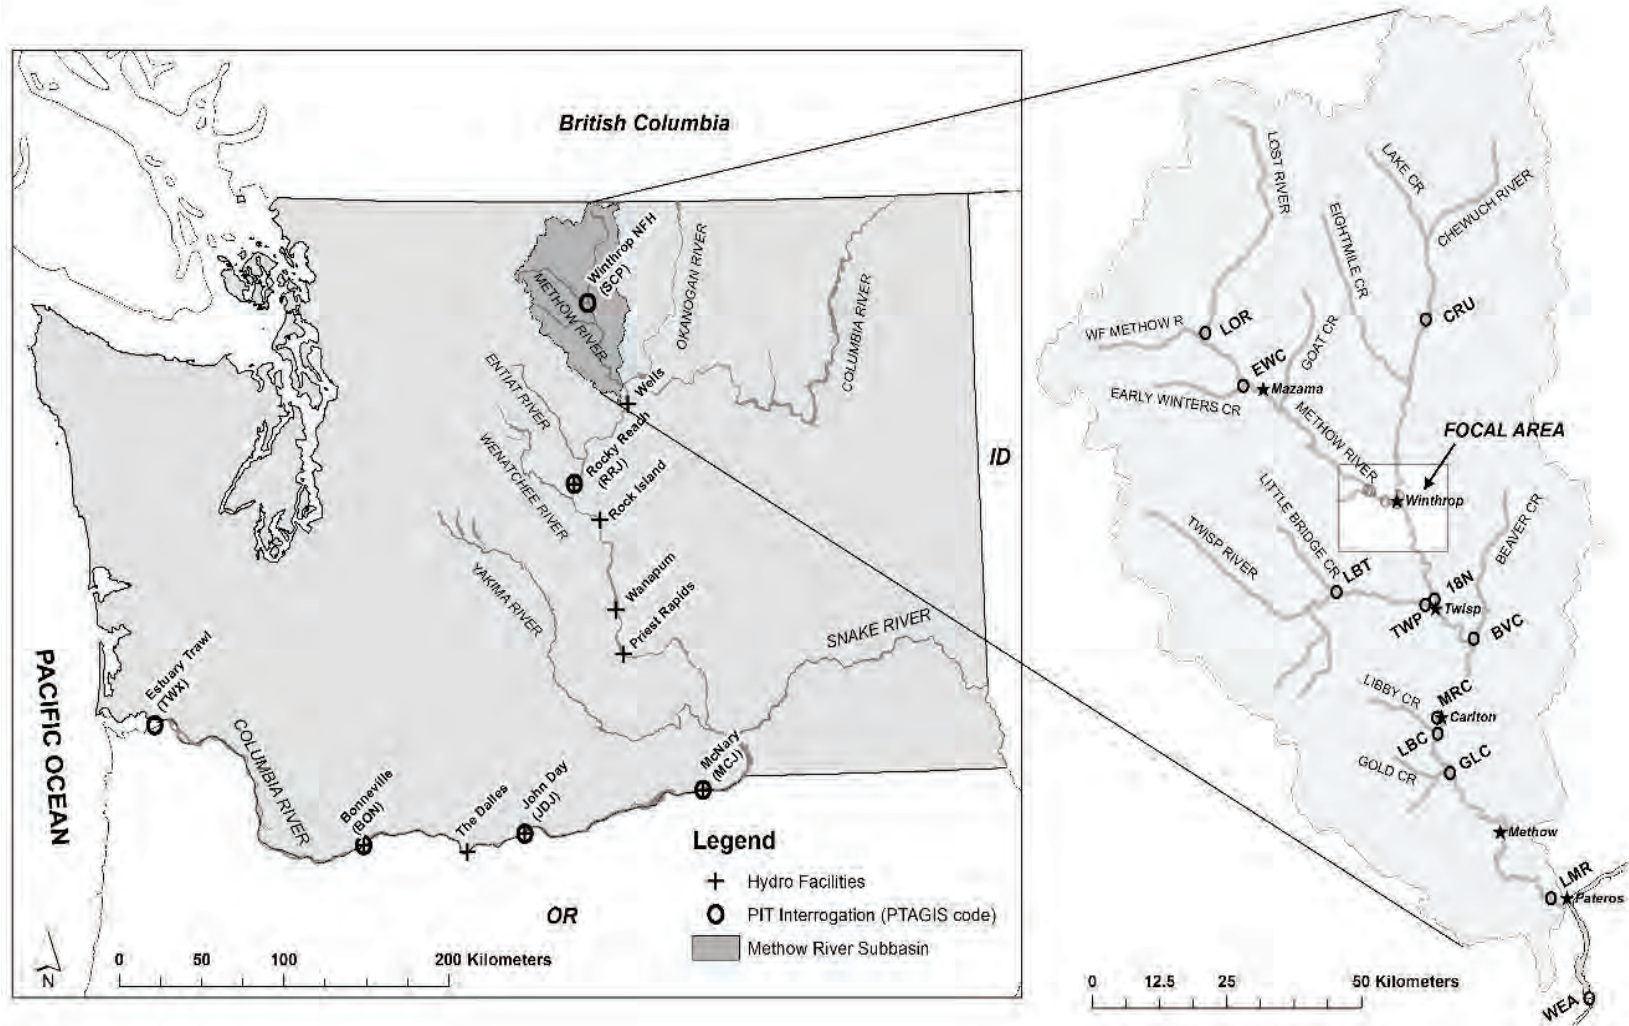 British Columbia
Winthrop NFH
(SCP)
METHOW RIVER
OKANOGAN RIVER
COLUMBIA RIVER
ENTIAT RIVER
Wells
WENATCHEE RIVER
Rocky Reach
(RRJ)
Rock Island
ID
YAKIMA RIVER
Wanapum
Priest Rapids
SNAKE RIVER
PACIFIC OCEAN
Estuary Trawl
(TWX)
COLUMBIA RIVER
Bonneville
(BON)
The Dalles
John Day
(JDJ)
McNary
(MCJ)
OR
Legend
Hydro Facilities
PIT Interrogation (PTAGIS code)
Methow River Subbasin
N
0 50 100 200 Kilometers
LOST RIVER
LAKE CR
CHEWUCH RIVER
EIGHTMILE CR
WF METHOW R
LOR
GOAT CR
CRU
EWC
Mazama
EARLY WINTERS CR
METHOW RIVER
FOCAL AREA
Winthrop
LITTLE BRIDGE CR
TWISP RIVER
BEAVER CR
LBT
18N
Twisp
TWP
BVC
LIBBY CR
MRC
Carlton
LBC
GLC
GOLD CR
Methow
LMR
Pateros
WEA
0 12.5 25 50 Kilometers